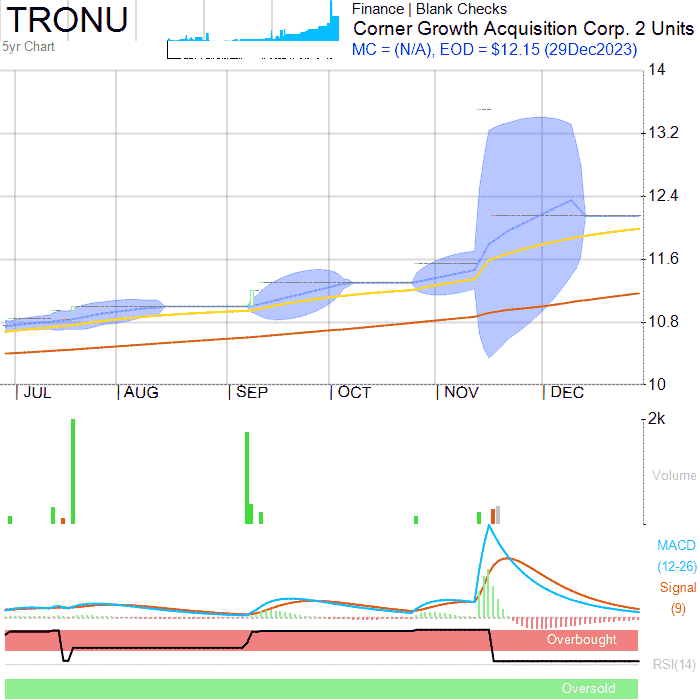 TRONU
5yr Chart
Finance | Blank Checks
Corner Growth Acquisition Corp. 2 Units
MC = (N/A), EOD = $12.15 (29Dec2023)
14
13.2
12.4
11.6
10.8
10
JUL AUG SEP OCT NOV DEC
2k
Volume
MACD
(12-26)
Signal
(9)
Overbought
RSI(14)
Oversold